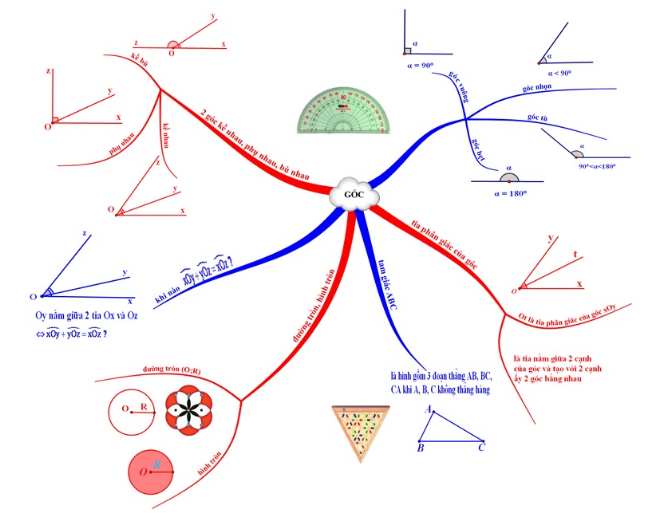 GÓC
góc vuông
α
α = 90°
góc nhọn
α
α < 90°
góc tù
α
90°<α<180°
góc bẹt
α
α = 180°
tia phân giác của góc
y
t
O
x
Ot là tia phân giác của góc xOy
là tia nằm giữa 2 cạnh
của góc và tạo với 2 cạnh
ấy 2 góc bằng nhau
tam giác ABC
là hình gồm 3 đoạn thẳng AB, BC,
CA khi A, B, C không thẳng hàng
A
B
C
đường tròn, hình tròn
đường tròn (O;R)
O
R
hình tròn
O
R
khi nào xOy + yOz = xOz ?
z
y
O
x
Oy nằm giữa 2 tia Ox và Oz
⇔ xOy + yOz = xOz ?
2 góc kề nhau, phụ nhau, bù nhau
kề bù
y
z
O
x
phụ nhau
z
y
O
x
kề nhau
z
y
O
x